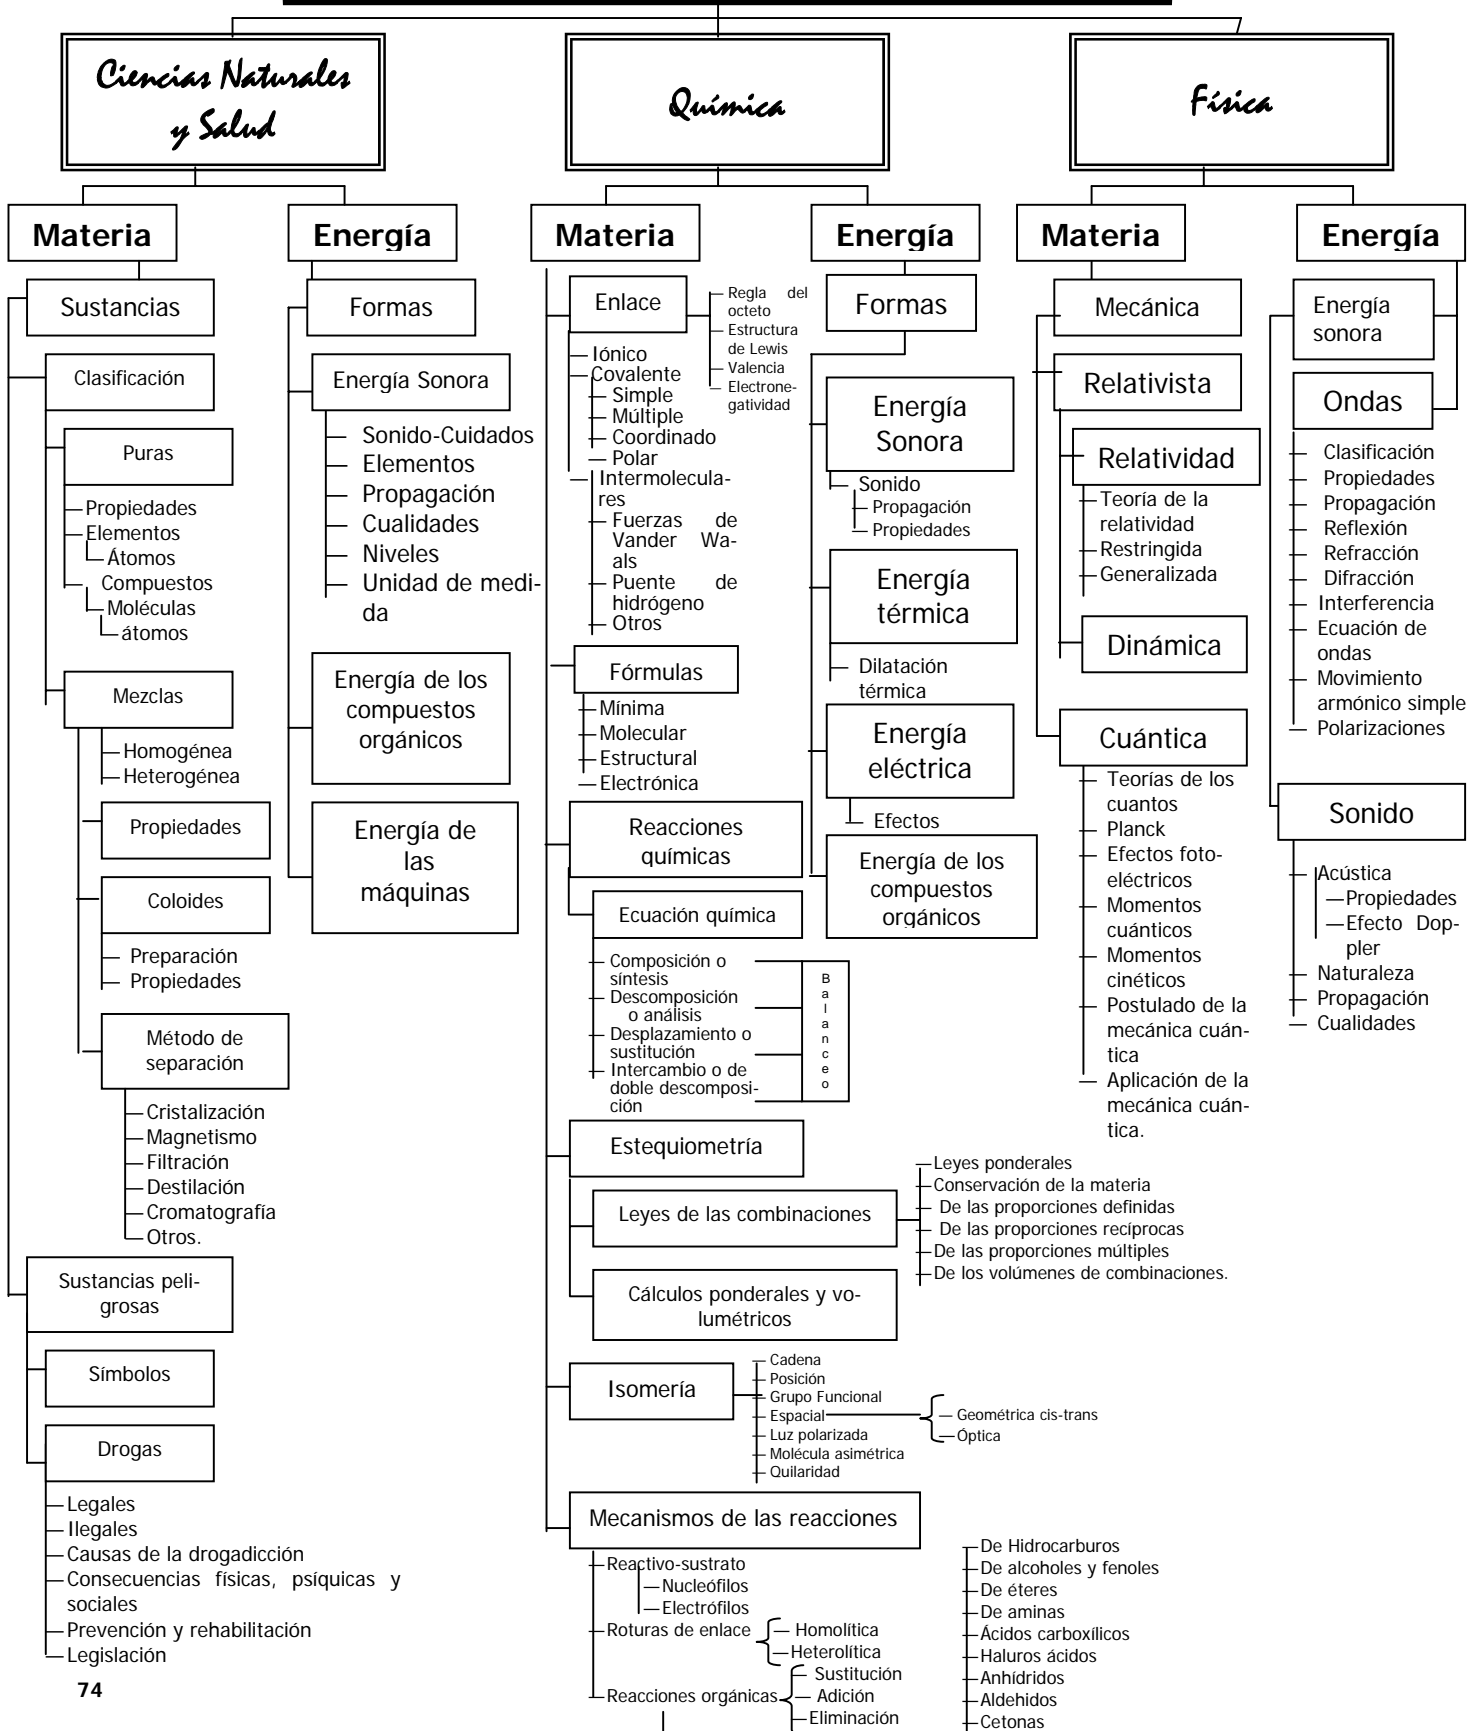 Ciencias Naturales
y Salud
Materia
Sustancias
Clasificación
Puras
Propiedades
Elementos
Átomos
Compuestos
Moléculas
átomos
Mezclas
Homogénea
Heterogénea
Propiedades
Coloides
Preparación
Propiedades
Método de
separación
Cristalización
Magnetismo
Filtración
Destilación
Cromatografía
Otros.
Sustancias peli-
grosas
Símbolos
Drogas
Legales
Ilegales
Causas de la drogadicción
Consecuencias físicas, psíquicas y
sociales
Prevención y rehabilitación
Legislación
Energía
Formas
Energía Sonora
Sonido-Cuidados
Elementos
Propagación
Cualidades
Niveles
Unidad de medi-
da
Energía de los
compuestos
orgánicos
Energía de
las
máquinas
Química
Materia
Enlace
Regla del
octeto
Estructura
de Lewis
Valencia
Electrone-
gatividad
Iónico
Covalente
Simple
Múltiple
Coordinado
Polar
Intermolecula-
res
Fuerzas de
Vander Wa-
als
Puente de
hidrógeno
Otros
Fórmulas
Mínima
Molecular
Estructural
Electrónica
Reacciones
químicas
Ecuación química
Composición o
síntesis
Descomposición
o análisis
Desplazamiento o
sustitución
Intercambio o de
doble descomposi-
ción
B
a
l
a
n
c
e
o
Estequiometría
Leyes de las combinaciones
Leyes ponderales
Conservación de la materia
De las proporciones definidas
De las proporciones recíprocas
De las proporciones múltiples
De los volúmenes de combinaciones.
Cálculos ponderales y vo-
lumétricos
Isomería
Cadena
Posición
Grupo Funcional
Espacial
Geométrica cis-trans
Óptica
Luz polarizada
Molécula asimétrica
Quilaridad
Mecanismos de las reacciones
Reactivo-sustrato
Nucleófilos
Electrófilos
Roturas de enlace
Homolítica
Heterolítica
Reacciones orgánicas
Sustitución
Adición
Eliminación
De Hidrocarburos
De alcoholes y fenoles
De éteres
De aminas
Ácidos carboxílicos
Haluros ácidos
Anhídridos
Aldehidos
Cetonas
Energía
Formas
Energía
Sonora
Sonido
Propagación
Propiedades
Energía
térmica
Dilatación
térmica
Energía
eléctrica
Efectos
Energía de los
compuestos
orgánicos
Física
Materia
Mecánica
Relativista
Relatividad
Teoría de la
relatividad
Restringida
Generalizada
Dinámica
Cuántica
Teorías de los
cuantos
Planck
Efectos foto-
eléctricos
Momentos
cuánticos
Momentos
cinéticos
Postulado de la
mecánica cuán-
tica
Aplicación de la
mecánica cuán-
tica.
Energía
Energía
sonora
Ondas
Clasificación
Propiedades
Propagación
Reflexión
Refracción
Difracción
Interferencia
Ecuación de
ondas
Movimiento
armónico simple
Polarizaciones
Sonido
Acústica
Propiedades
Efecto Dop-
pler
Naturaleza
Propagación
Cualidades
74